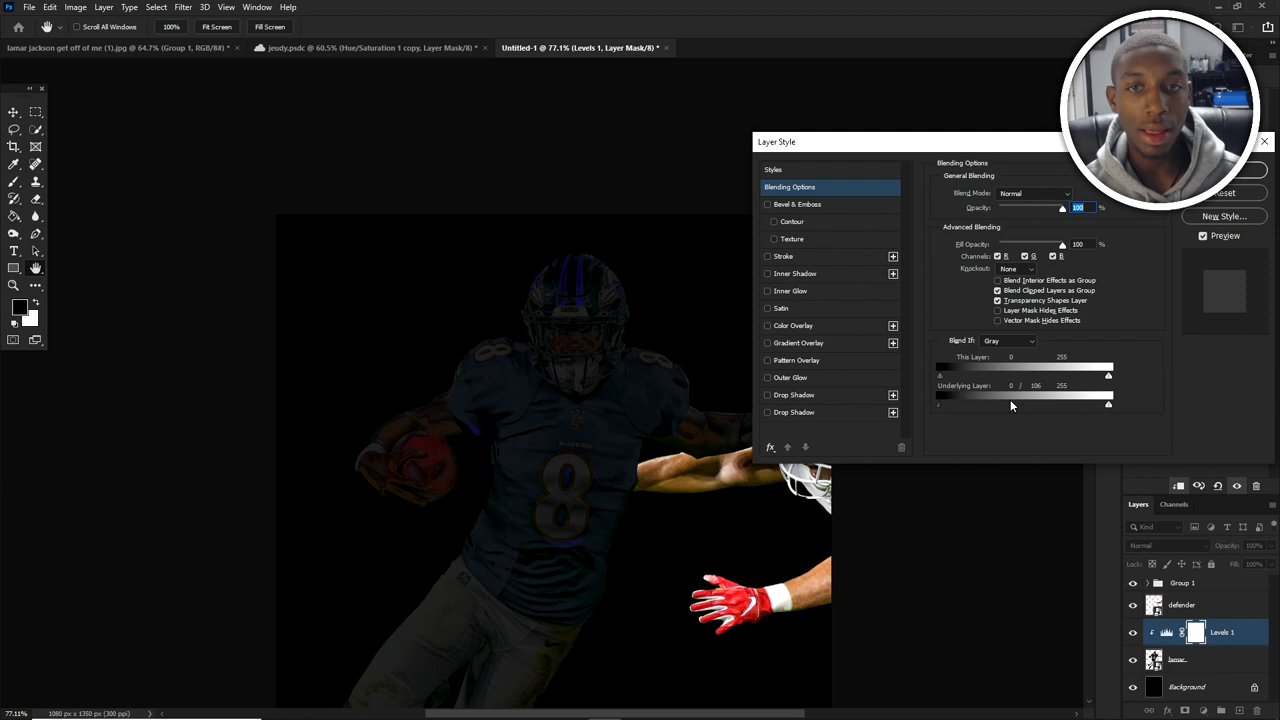 Ps File Edit Image Layer Type Select Filter 3D View Window Help
Scroll All Windows 100% Fit Screen Fill Screen
lamar jackson get off of me (1).jpg @ 64.7% (Group 1, RGB/8#) * × jeudy.psdc @ 60.5% (Hue/Saturation 1 copy, Layer Mask/8) * × Untitled-1 @ 77.1% (Levels 1, Layer Mask/8) * ×
Layer Style
Styles
Blending Options
Bevel & Emboss
Contour
Texture
Stroke
Inner Shadow
Inner Glow
Satin
Color Overlay
Gradient Overlay
Pattern Overlay
Outer Glow
Drop Shadow
Drop Shadow
fx
Blending Options
General Blending
Blend Mode: Normal
Opacity: 100 %
Advanced Blending
Fill Opacity: 100 %
Channels: R G B
Knockout: None
Blend Interior Effects as Group
Blend Clipped Layers as Group
Transparency Shapes Layer
Layer Mask Hides Effects
Vector Mask Hides Effects
Blend If: Gray
This Layer: 0 255
Underlying Layer: 0 / 106 255
New Style...
Preview
8
8
Layers Channels
Kind
Normal Opacity: 100%
Lock: Fill: 100%
Group 1
defender
Levels 1
lamar
Background
fx
77.11% 1080 px x 1350 px (300 ppi)